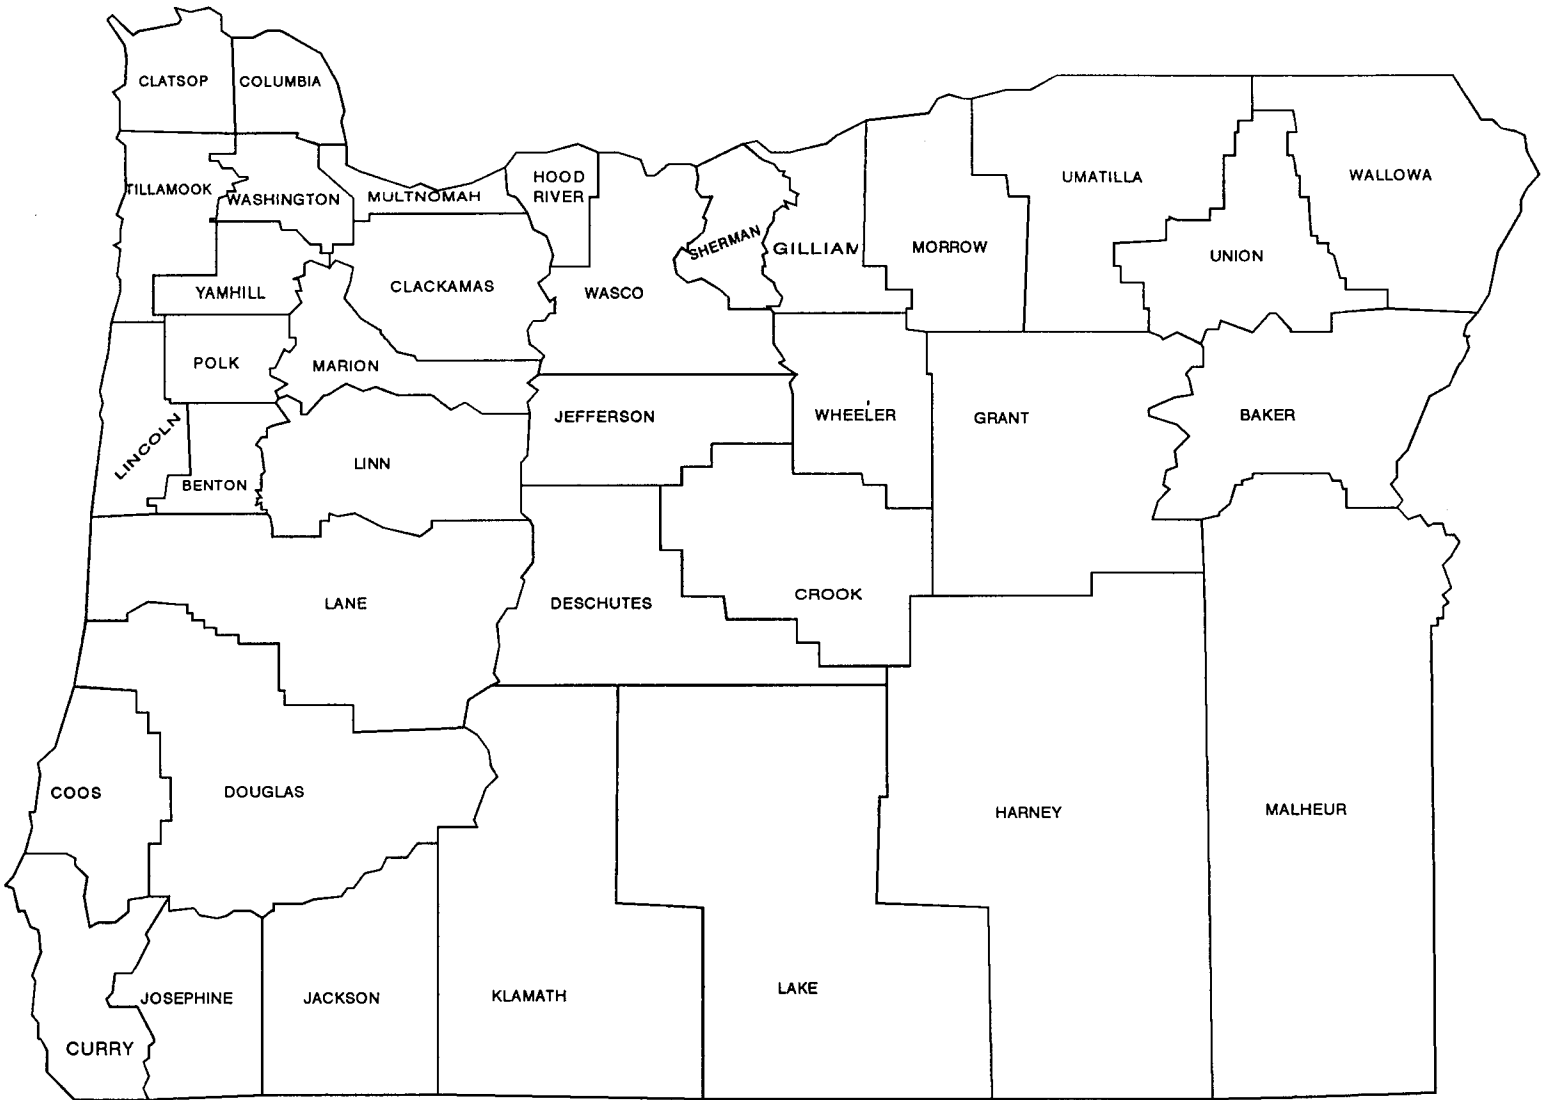 CLATSOP
COLUMBIA
TILLAMOOK
WASHINGTON
MULTNOMAH
HOOD
RIVER
SHERMAN
GILLIAM
MORROW
UMATILLA
UNION
WALLOWA
YAMHILL
CLACKAMAS
WASCO
POLK
MARION
JEFFERSON
WHEELER
GRANT
BAKER
LINCOLN
BENTON
LINN
LANE
DESCHUTES
CROOK
COOS
DOUGLAS
HARNEY
MALHEUR
CURRY
JOSEPHINE
JACKSON
KLAMATH
LAKE